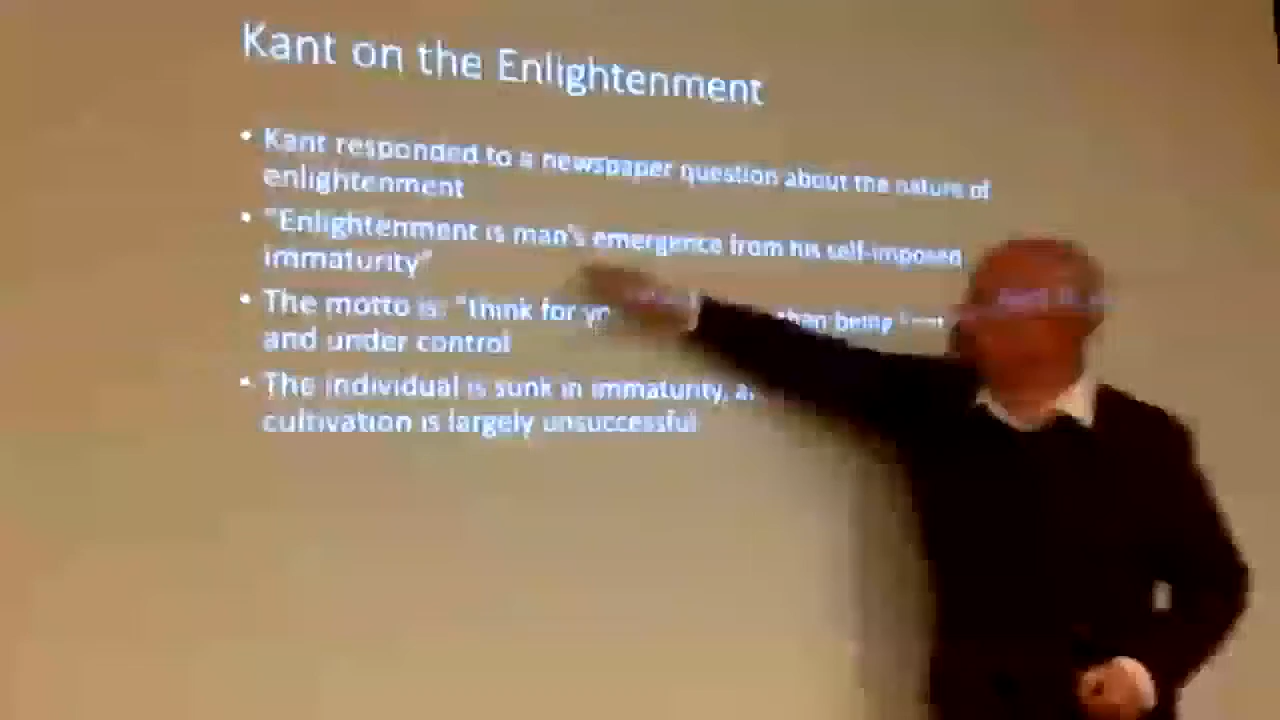 Kant on the Enlightenment
• Kant responded to a newspaper question about the nature of
enlightenment
• "Enlightenment is man's emergence from his self-imposed
immaturity"
• The motto is: "think for than being
and under control
• The individual is sunk in immaturity,
cultivation is largely unsuccessful